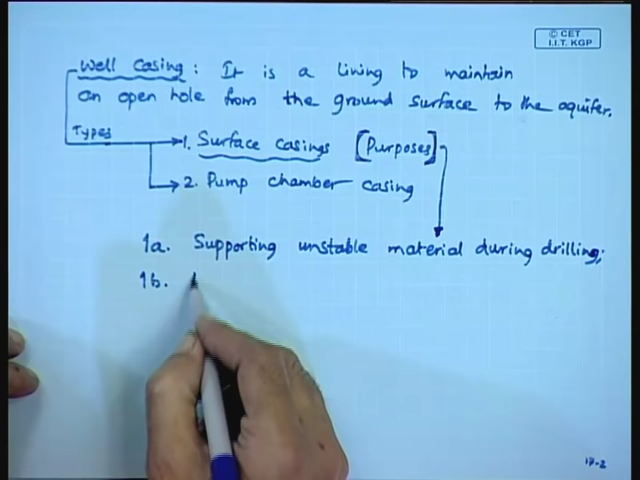 © CET
I.I.T. KGP
Well Casing : It is a lining to maintain
an open hole from the ground surface to the aquifer.
Types
1. Surface casings [Purposes]
2. Pump chamber casing
1a. Supporting unstable material during drilling;
1b.
17-2